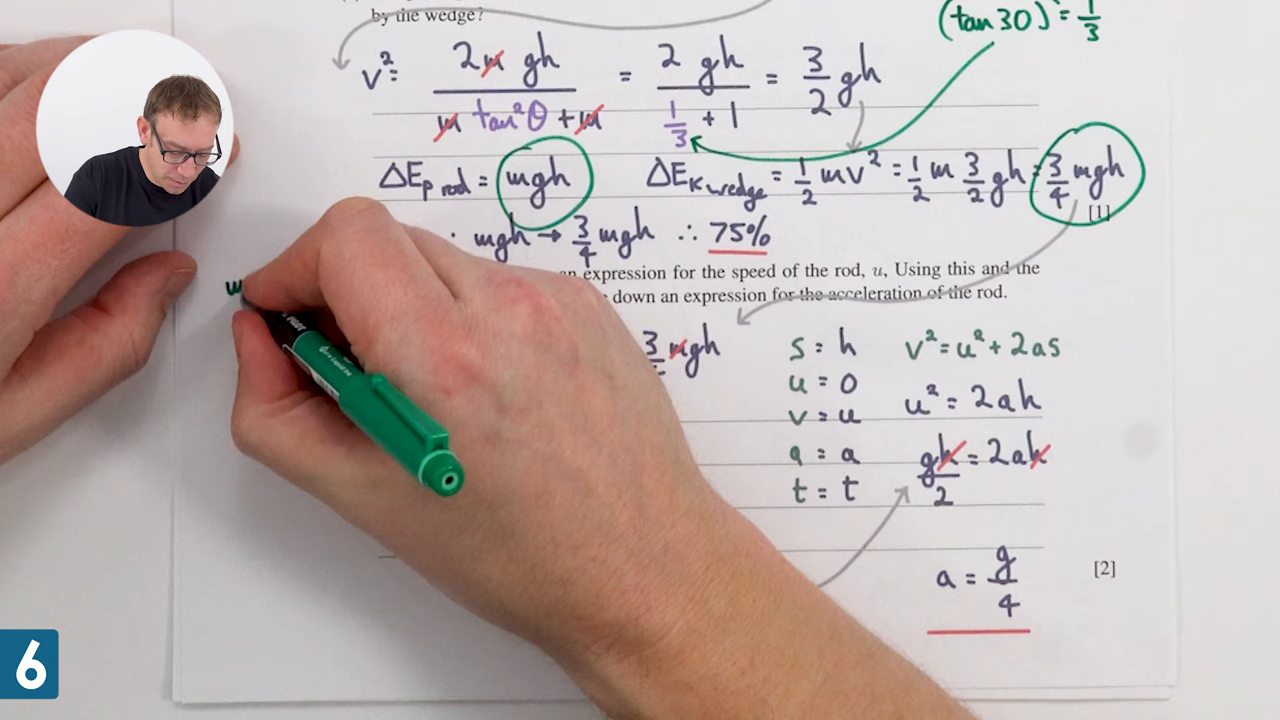 by the wedge?
(tan 30)² = 1/3
v² = 2m gh / m tan²θ + m = 2 gh / 1/3 + 1 = 3/2 gh
ΔEp rod = mgh ΔEk wedge = 1/2 mv² = 1/2 m 3/2 gh = 3/4 mgh
[1]
∴ mgh → 3/4 mgh ∴ 75%
expression for the speed of the rod, u, Using this and the
down an expression for the acceleration of the rod.
mgh
s = h v² = u² + 2as
u = 0 u² = 2ah
v = u
a = a gh/2 = 2ah
t = t
a = g/4 [2]
6